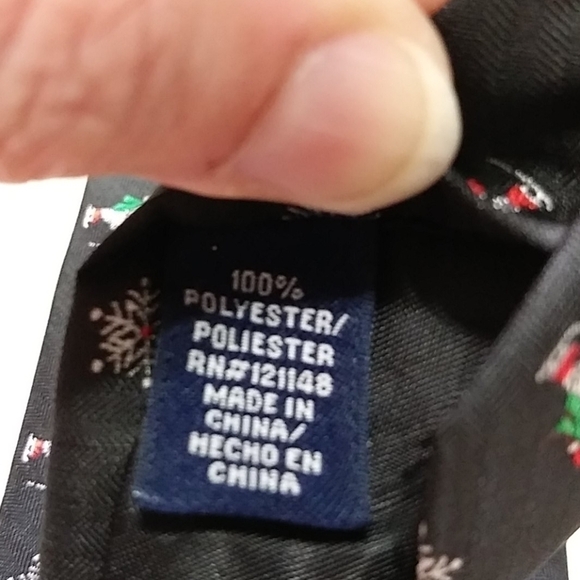 100%
POLYESTER/
POLIESTER
RN#121148
MADE IN
CHINA/
HECHO EN
CHINA